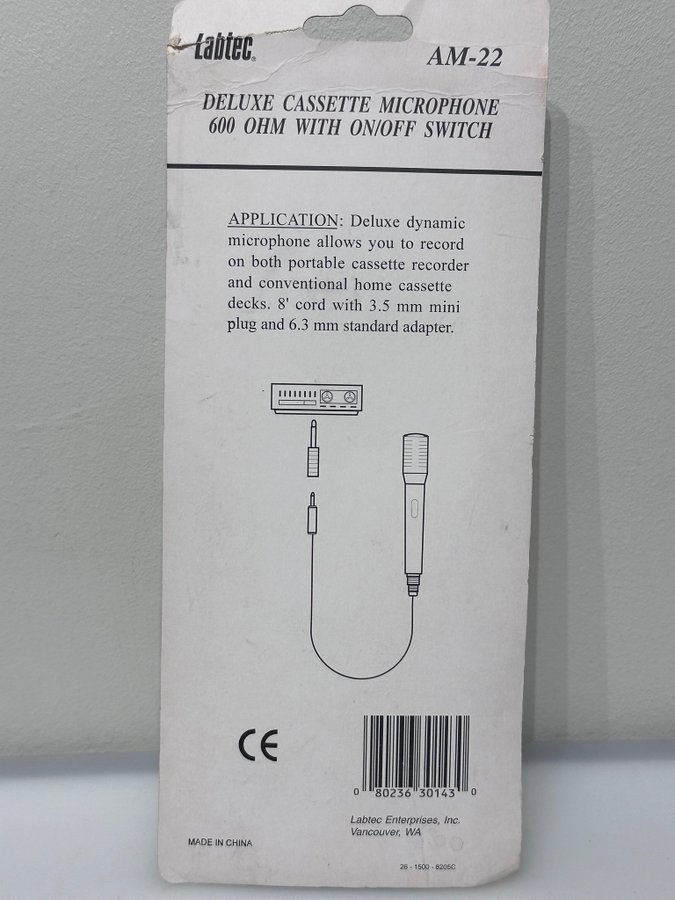 Labtec®
AM-22
DELUXE CASSETTE MICROPHONE
600 OHM WITH ON/OFF SWITCH
APPLICATION: Deluxe dynamic
microphone allows you to record
on both portable cassette recorder
and conventional home cassette
decks. 8' cord with 3.5 mm mini
plug and 6.3 mm standard adapter.
CE
0 80236 30143 0
Labtec Enterprises, Inc.
Vancouver, WA
MADE IN CHINA
26 - 1500 - 6205C